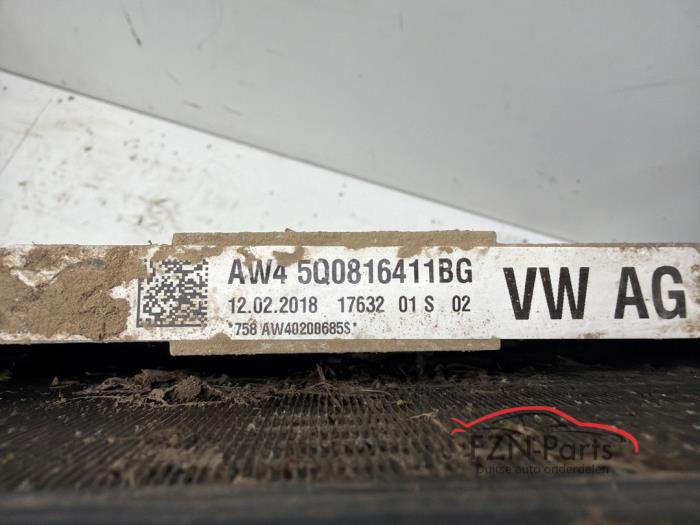 AW4 5Q0816411BG
12.02.2018 17632 01 S 02
*758 AW40200685S*
VW AG
FZN-Parts
Duitse auto onderdelen